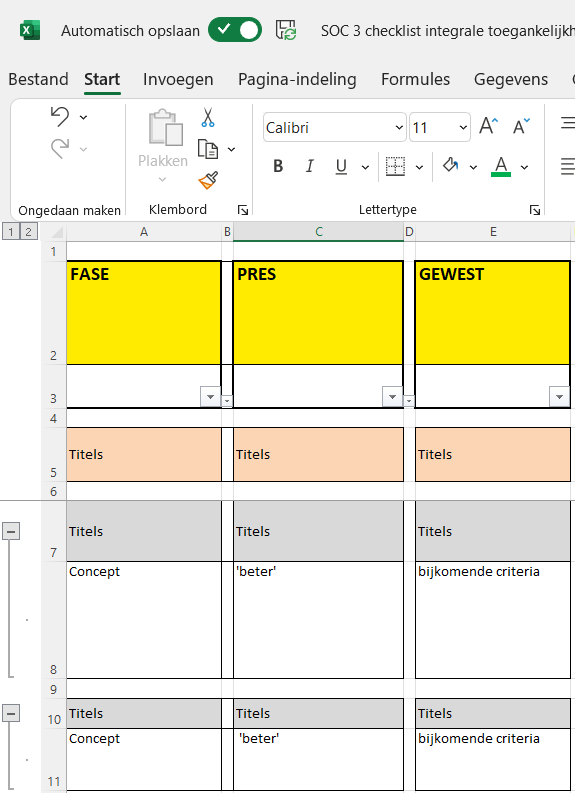 Automatisch opslaan SOC 3 checklist integrale toegankelijkh
Bestand Start Invoegen Pagina-indeling Formules Gegevens
Plakken
Calibri 11 A A
B I U A
Ongedaan maken Klembord Lettertype
1 2 A B C D E
1
FASE PRES GEWEST
2
3
4
Titels Titels Titels
5
6
Titels Titels Titels
7
Concept 'beter' bijkomende criteria
8
9
Titels Titels Titels
10
Concept 'beter' bijkomende criteria
11